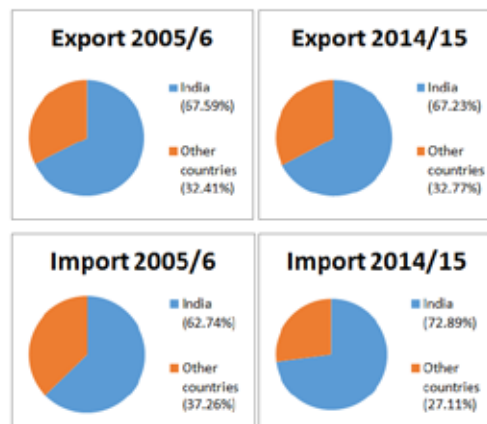 Export 2005/6
India
(67.59%)
Other
countries
(32.41%)
Export 2014/15
India
(67.23%)
Other
countries
(32.77%)
Import 2005/6
India
(62.74%)
Other
countries
(37.26%)
Import 2014/15
India
(72.89%)
Other
countries
(27.11%)